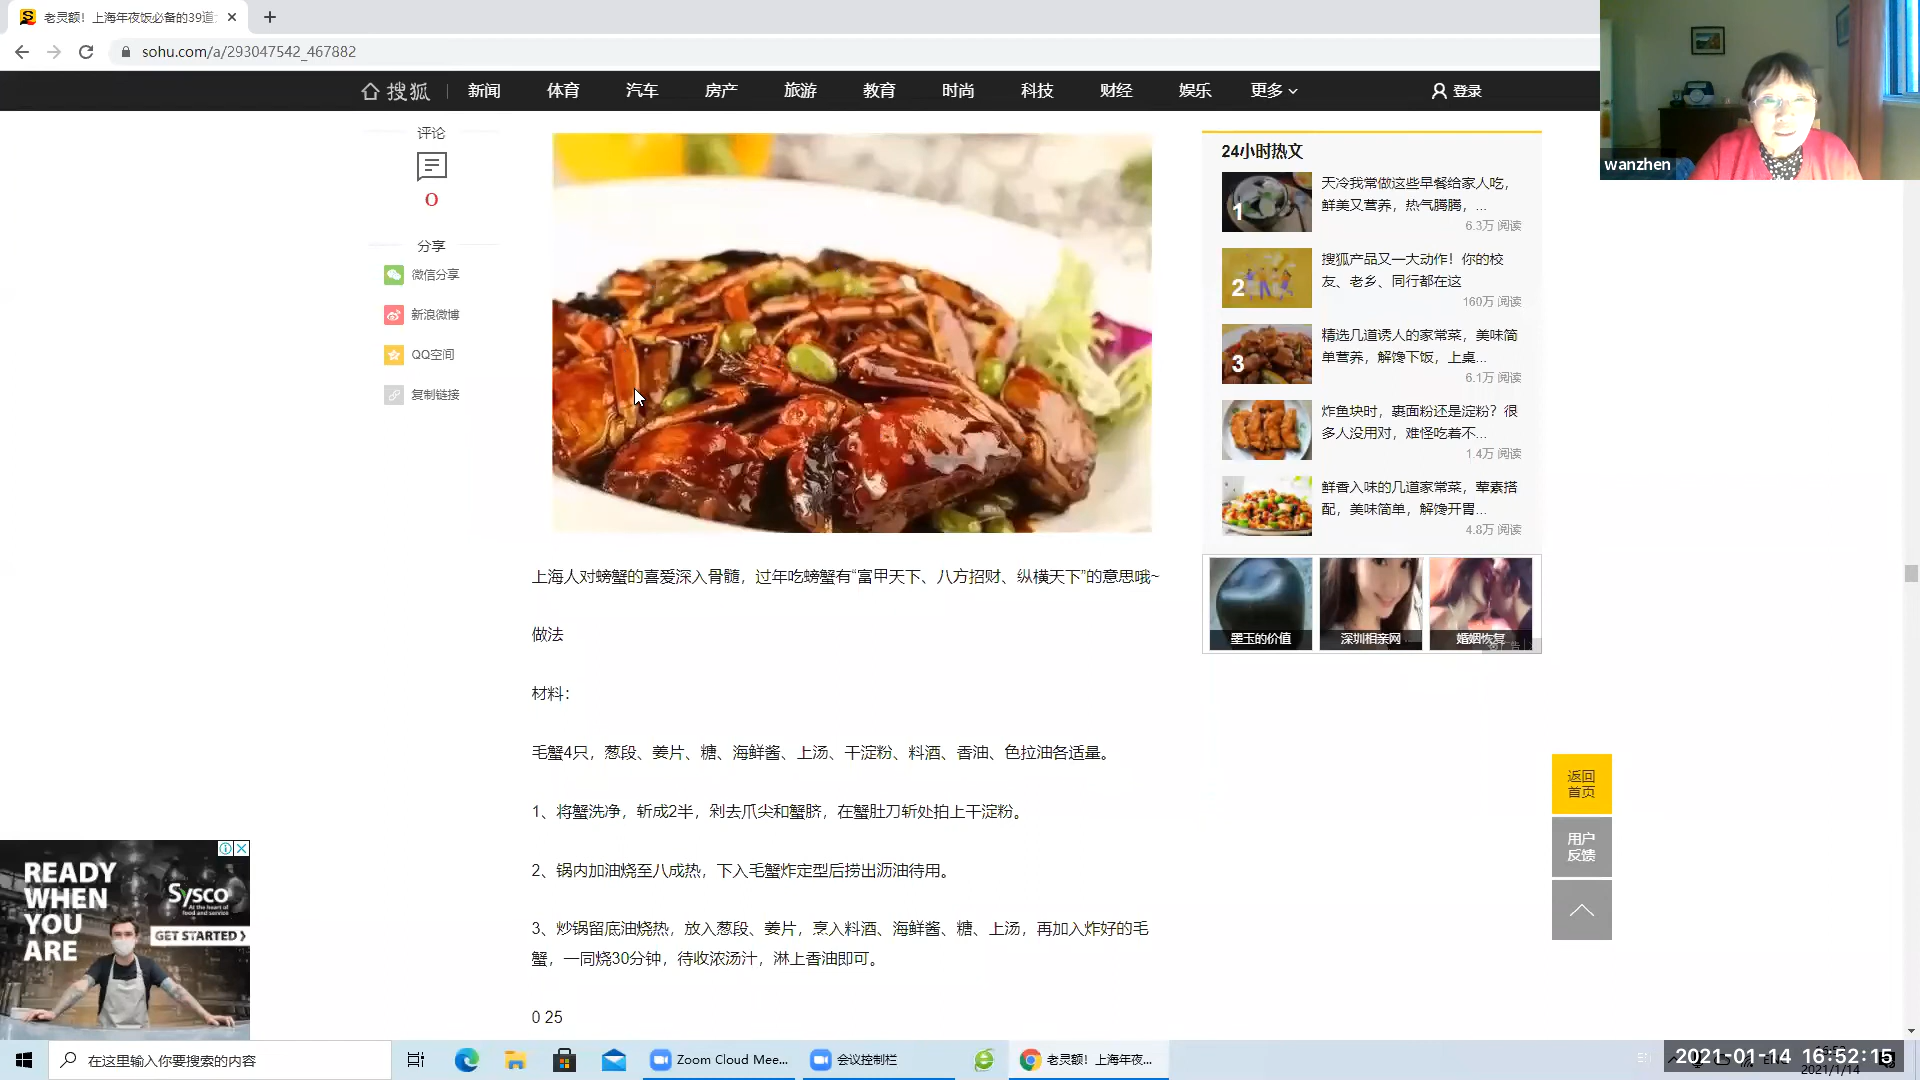 老灵额！上海年夜饭必备的39道
sohu.com/a/293047542_467882
搜狐 新闻 体育 汽车 房产 旅游 教育 时尚 科技 财经 娱乐 更多 登录
wanzhen
评论
0
分享
微信分享
新浪微博
QQ空间
复制链接
24小时热文
1
天冷我常做这些早餐给家人吃，
鲜美又营养，热气腾腾，...
6.3万 阅读
2
搜狐产品又一大动作！你的校
友、老乡、同行都在这
160万 阅读
3
精选几道诱人的家常菜，美味简
单营养，解馋下饭，上桌...
6.1万 阅读
炸鱼块时，裹面粉还是淀粉？很
多人没用对，难怪吃着不...
1.4万 阅读
鲜香入味的几道家常菜，荤素搭
配，美味简单，解馋开胃...
4.8万 阅读
墨玉的价值 深圳相亲网 婚姻恢复
广告
上海人对螃蟹的喜爱深入骨髓，过年吃螃蟹有“富甲天下、八方招财、纵横天下”的意思哦~
做法
材料：
毛蟹4只，葱段、姜片、糖、海鲜酱、上汤、干淀粉、料酒、香油、色拉油各适量。
1、将蟹洗净，斩成2半，剁去爪尖和蟹脐，在蟹肚刀斩处拍上干淀粉。
2、锅内加油烧至八成热，下入毛蟹炸定型后捞出沥油待用。
3、炒锅留底油烧热，放入葱段、姜片，烹入料酒、海鲜酱、糖、上汤，再加入炸好的毛
蟹，一同烧30分钟，待收浓汤汁，淋上香油即可。
0 25
返回
首页
用户
反馈
READY
WHEN
YOU
ARE
Sysco
At the heart of
food and service
GET STARTED
在这里输入你要搜索的内容
Zoom Cloud Mee...
会议控制栏
老灵额！上海年夜...
2021-01-14 16:52:15
2021/1/14